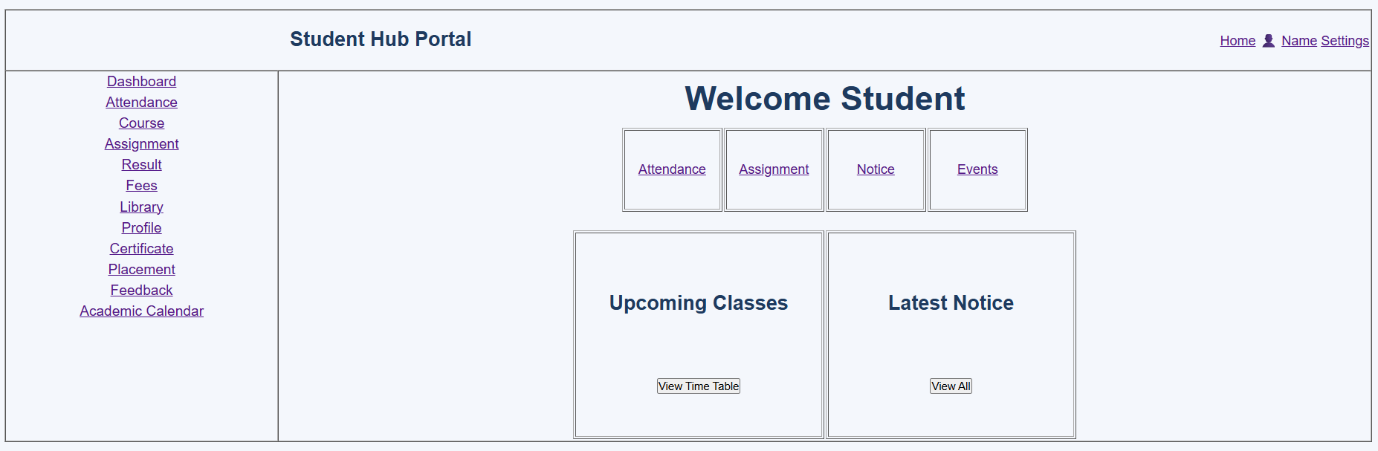 Student Hub Portal
Home 👤 Name Settings
Dashboard
Attendance
Course
Assignment
Result
Fees
Library
Profile
Certificate
Placement
Feedback
Academic Calendar
Welcome Student
Attendance Assignment Notice Events
Upcoming Classes
View Time Table
Latest Notice
View All